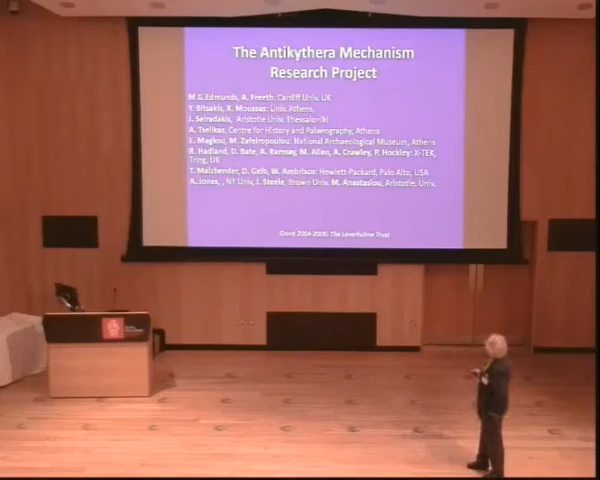 The Antikythera Mechanism
Research Project
M.G.Edmunds, A. Freeth: Cardiff Univ. UK
Y. Bitsakis, X. Moussas: Univ. Athens,
J. Seiradakis, Aristotle Univ. Thessaloniki
A. Tselikas, Centre for History and Palaeography, Athens
E. Magkou, M. Zafeiropoulou: National Archaeological Museum, Athens
R. Hadland, D. Bate, A. Ramsay, M. Allen, A. Crawley, P. Hockley: X-TEK,
Tring, UK
T. Malzbender, D. Gelb, W. Ambrisco: Hewlett-Packard, Palo Alto, USA
A. Jones, , NY Univ, J. Steele, Brown Univ. M. Anastasiou, Aristotle. Univ.
Grant 2004-2008: The Leverhulme Trust